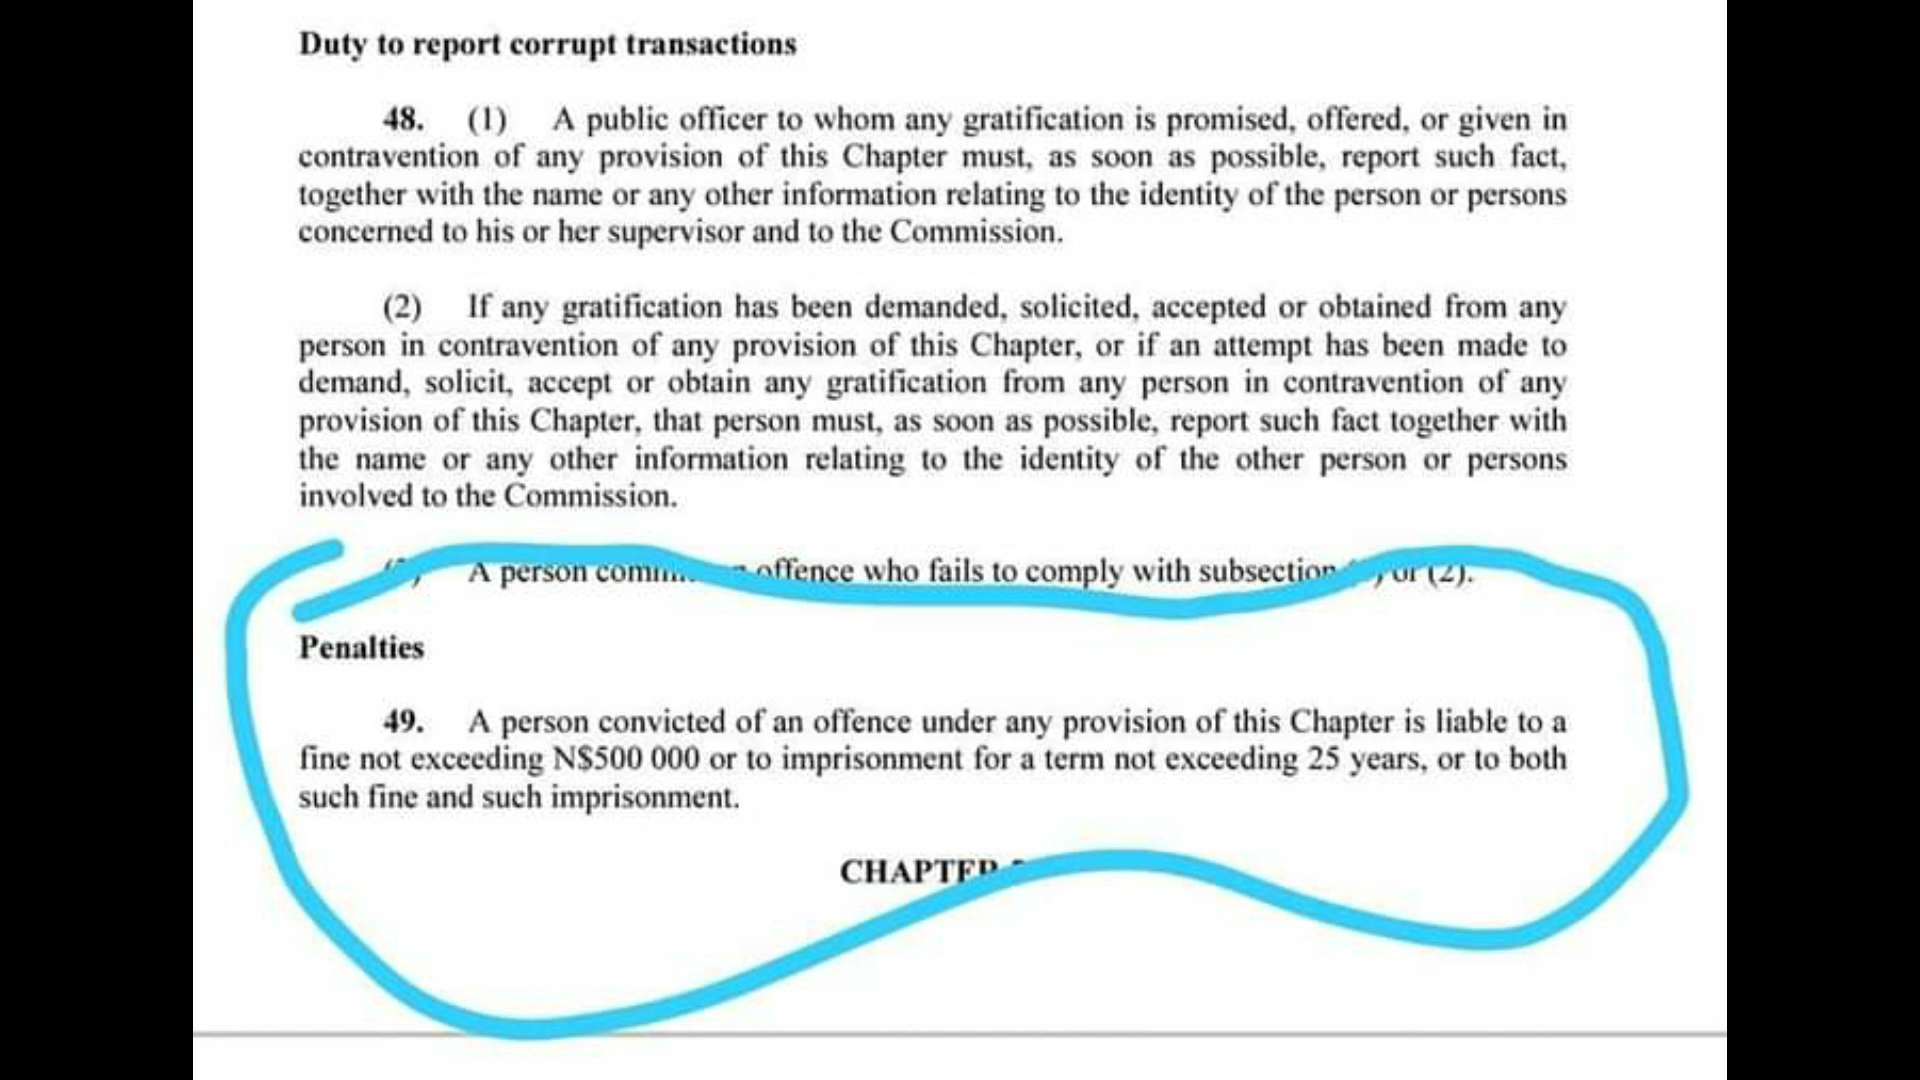 Duty to report corrupt transactions
48. (1) A public officer to whom any gratification is promised, offered, or given in
contravention of any provision of this Chapter must, as soon as possible, report such fact,
together with the name or any other information relating to the identity of the person or persons
concerned to his or her supervisor and to the Commission.
(2) If any gratification has been demanded, solicited, accepted or obtained from any
person in contravention of any provision of this Chapter, or if an attempt has been made to
demand, solicit, accept or obtain any gratification from any person in contravention of any
provision of this Chapter, that person must, as soon as possible, report such fact together with
the name or any other information relating to the identity of the other person or persons
involved to the Commission.
A person offence who fails to comply with subsection or (2).
Penalties
49. A person convicted of an offence under any provision of this Chapter is liable to a
fine not exceeding N$500 000 or to imprisonment for a term not exceeding 25 years, or to both
such fine and such imprisonment.
CHAPTER